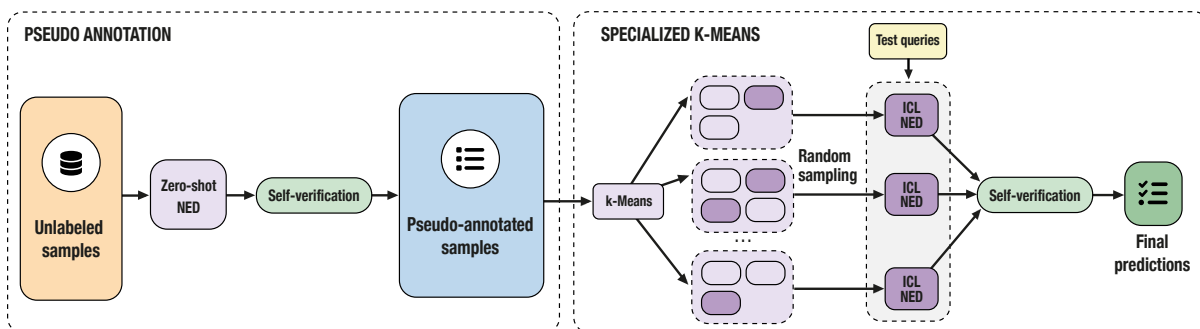 PSEUDO ANNOTATION
Unlabeled
samples
Zero-shot
NED
Self-verification
Pseudo-annotated
samples
SPECIALIZED K-MEANS
Test queries
k-Means
...
Random
sampling
ICL
NED
ICL
NED
ICL
NED
Self-verification
Final
predictions